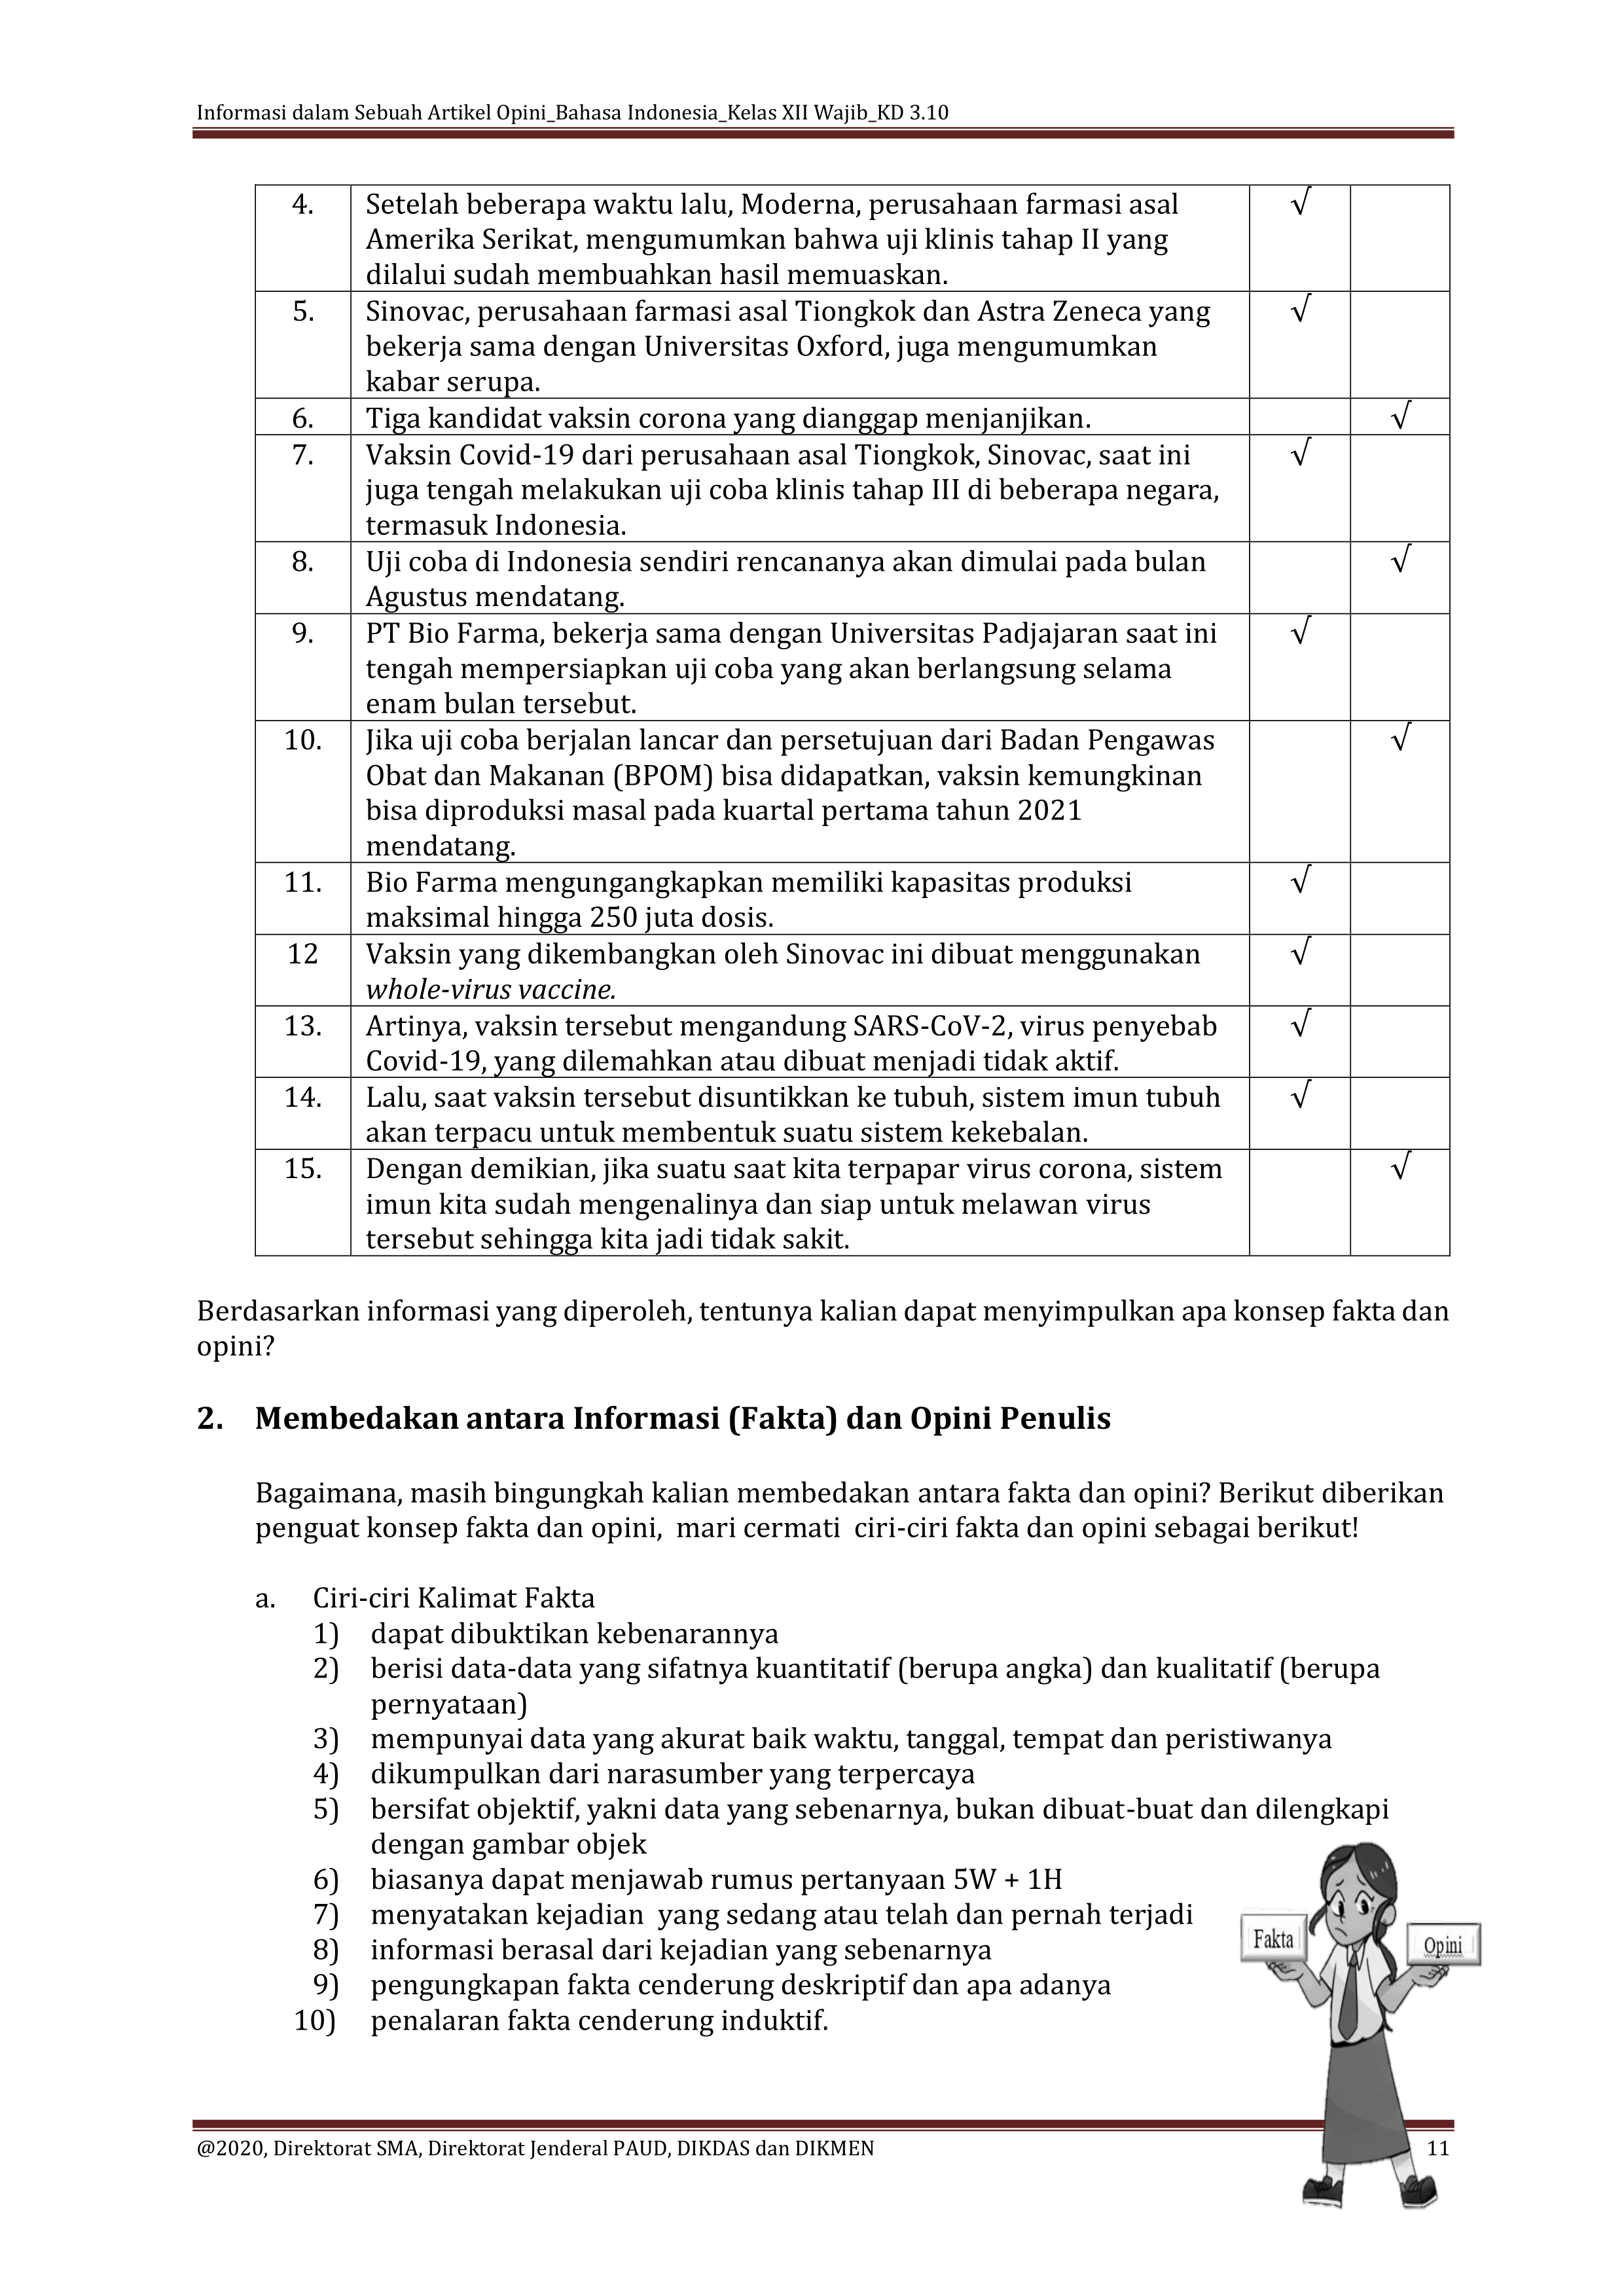 Informasi dalam Sebuah Artikel Opini_Bahasa Indonesia_Kelas XII Wajib_KD 3.10
4. Setelah beberapa waktu lalu, Moderna, perusahaan farmasi asal √
Amerika Serikat, mengumumkan bahwa uji klinis tahap II yang
dilalui sudah membuahkan hasil memuaskan.
5. Sinovac, perusahaan farmasi asal Tiongkok dan Astra Zeneca yang √
bekerja sama dengan Universitas Oxford, juga mengumumkan
kabar serupa.
6. Tiga kandidat vaksin corona yang dianggap menjanjikan. √
7. Vaksin Covid-19 dari perusahaan asal Tiongkok, Sinovac, saat ini √
juga tengah melakukan uji coba klinis tahap III di beberapa negara,
termasuk Indonesia.
8. Uji coba di Indonesia sendiri rencananya akan dimulai pada bulan √
Agustus mendatang.
9. PT Bio Farma, bekerja sama dengan Universitas Padjajaran saat ini √
tengah mempersiapkan uji coba yang akan berlangsung selama
enam bulan tersebut.
10. Jika uji coba berjalan lancar dan persetujuan dari Badan Pengawas √
Obat dan Makanan (BPOM) bisa didapatkan, vaksin kemungkinan
bisa diproduksi masal pada kuartal pertama tahun 2021
mendatang.
11. Bio Farma mengungangkapkan memiliki kapasitas produksi √
maksimal hingga 250 juta dosis.
12 Vaksin yang dikembangkan oleh Sinovac ini dibuat menggunakan √
whole-virus vaccine.
13. Artinya, vaksin tersebut mengandung SARS-CoV-2, virus penyebab √
Covid-19, yang dilemahkan atau dibuat menjadi tidak aktif.
14. Lalu, saat vaksin tersebut disuntikkan ke tubuh, sistem imun tubuh √
akan terpacu untuk membentuk suatu sistem kekebalan.
15. Dengan demikian, jika suatu saat kita terpapar virus corona, sistem √
imun kita sudah mengenalinya dan siap untuk melawan virus
tersebut sehingga kita jadi tidak sakit.
Berdasarkan informasi yang diperoleh, tentunya kalian dapat menyimpulkan apa konsep fakta dan
opini?
2. Membedakan antara Informasi (Fakta) dan Opini Penulis
Bagaimana, masih bingungkah kalian membedakan antara fakta dan opini? Berikut diberikan
penguat konsep fakta dan opini, mari cermati ciri-ciri fakta dan opini sebagai berikut!
a. Ciri-ciri Kalimat Fakta
1) dapat dibuktikan kebenarannya
2) berisi data-data yang sifatnya kuantitatif (berupa angka) dan kualitatif (berupa
pernyataan)
3) mempunyai data yang akurat baik waktu, tanggal, tempat dan peristiwanya
4) dikumpulkan dari narasumber yang terpercaya
5) bersifat objektif, yakni data yang sebenarnya, bukan dibuat-buat dan dilengkapi
dengan gambar objek
6) biasanya dapat menjawab rumus pertanyaan 5W + 1H
7) menyatakan kejadian yang sedang atau telah dan pernah terjadi
8) informasi berasal dari kejadian yang sebenarnya
9) pengungkapan fakta cenderung deskriptif dan apa adanya
10) penalaran fakta cenderung induktif.
Fakta
Opini
@2020, Direktorat SMA, Direktorat Jenderal PAUD, DIKDAS dan DIKMEN 11